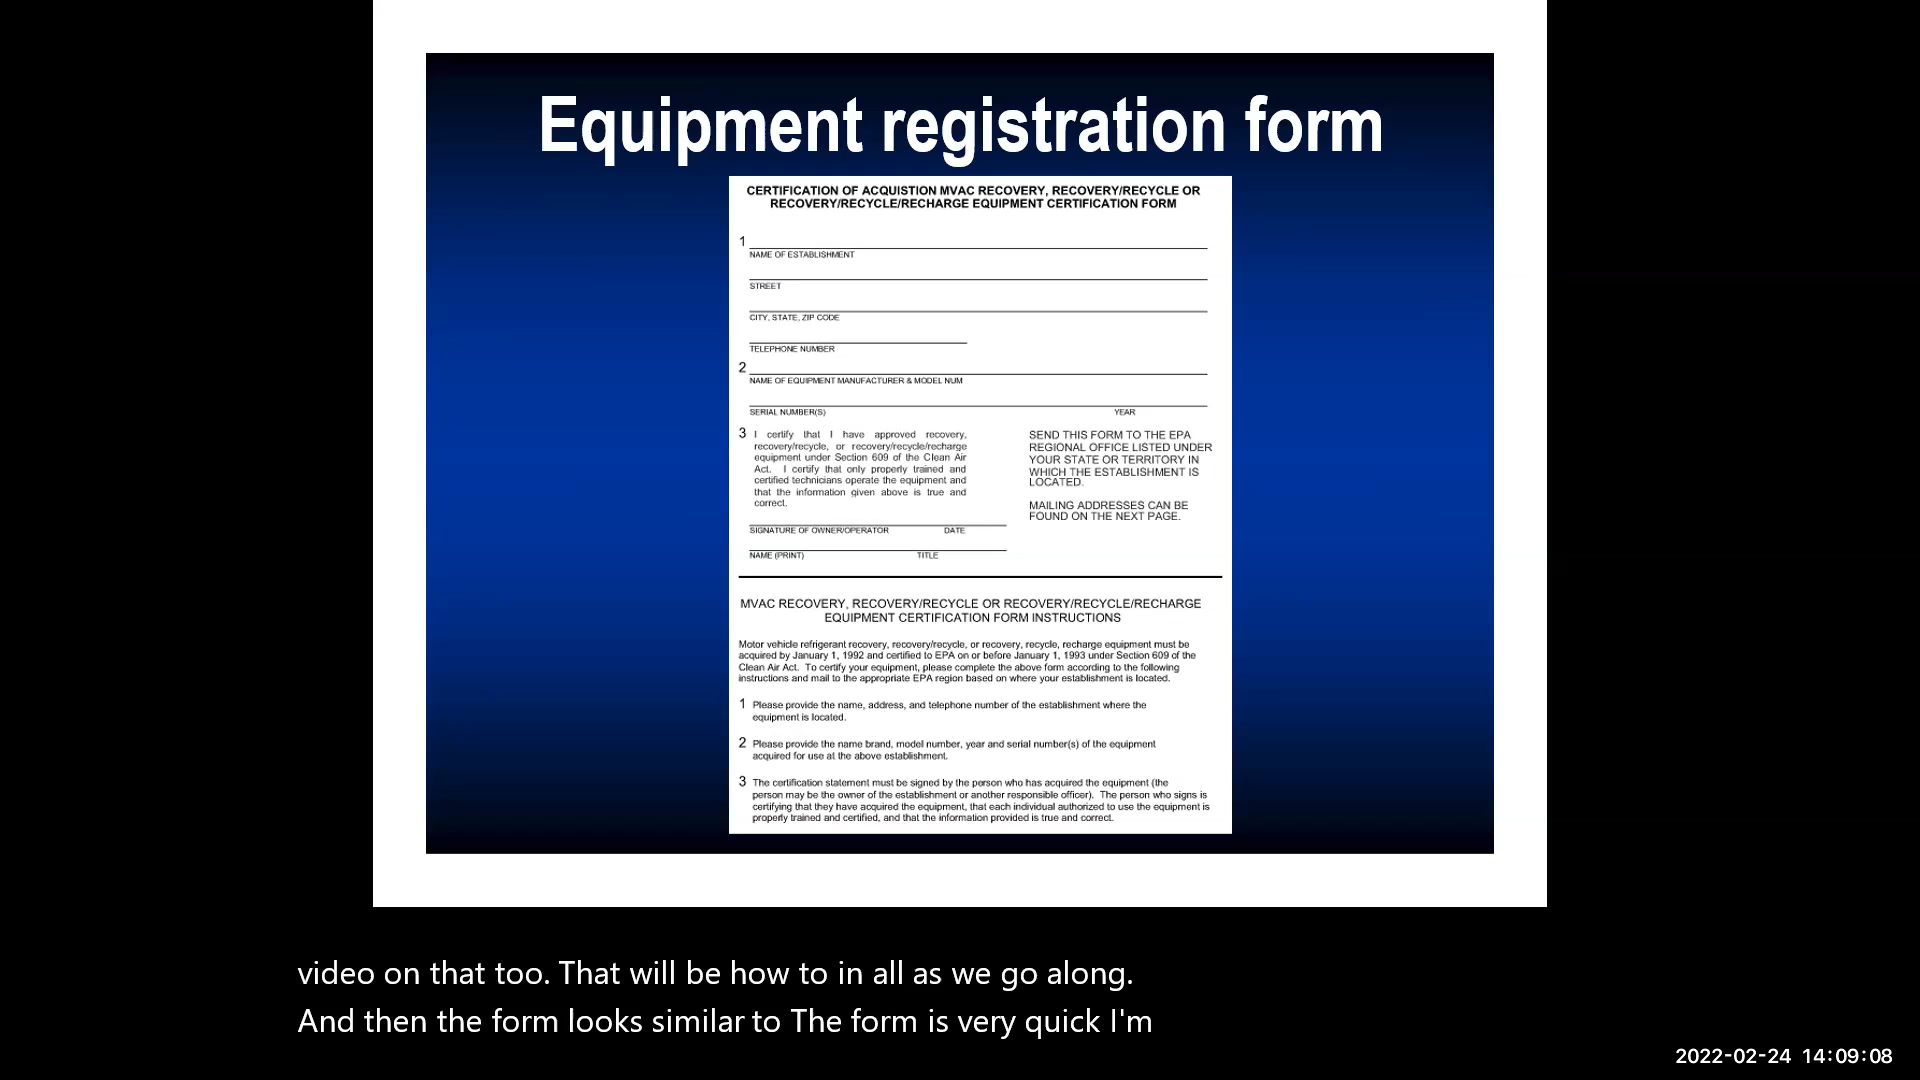 Equipment registration form
CERTIFICATION OF ACQUISTION MVAC RECOVERY, RECOVERY/RECYCLE OR
RECOVERY/RECYCLE/RECHARGE EQUIPMENT CERTIFICATION FORM
1
NAME OF ESTABLISHMENT
STREET
CITY, STATE, ZIP CODE
TELEPHONE NUMBER
2
NAME OF EQUIPMENT MANUFACTURER & MODEL NUM
SERIAL NUMBER(S) YEAR
3 I certify that I have approved recovery,
recovery/recycle, or recovery/recycle/recharge
equipment under Section 609 of the Clean Air
Act. I certify that only properly trained and
certified technicians operate the equipment and
that the information given above is true and
correct.
SEND THIS FORM TO THE EPA
REGIONAL OFFICE LISTED UNDER
YOUR STATE OR TERRITORY IN
WHICH THE ESTABLISHMENT IS
LOCATED.
MAILING ADDRESSES CAN BE
FOUND ON THE NEXT PAGE.
SIGNATURE OF OWNER/OPERATOR DATE
NAME (PRINT) TITLE
MVAC RECOVERY, RECOVERY/RECYCLE OR RECOVERY/RECYCLE/RECHARGE
EQUIPMENT CERTIFICATION FORM INSTRUCTIONS
Motor vehicle refrigerant recovery, recovery/recycle, or recovery, recycle, recharge equipment must be
acquired by January 1, 1992 and certified to EPA on or before January 1, 1993 under Section 609 of the
Clean Air Act. To certify your equipment, please complete the above form according to the following
instructions and mail to the appropriate EPA region based on where your establishment is located.
1 Please provide the name, address, and telephone number of the establishment where the
equipment is located.
2 Please provide the name brand, model number, year and serial number(s) of the equipment
acquired for use at the above establishment.
3 The certification statement must be signed by the person who has acquired the equipment (the
person may be the owner of the establishment or another responsible officer). The person who signs is
certifying that they have acquired the equipment, that each individual authorized to use the equipment is
properly trained and certified, and that the information provided is true and correct.
video on that too. That will be how to in all as we go along.
And then the form looks similar to The form is very quick I'm
2022-02-24 14:09:08